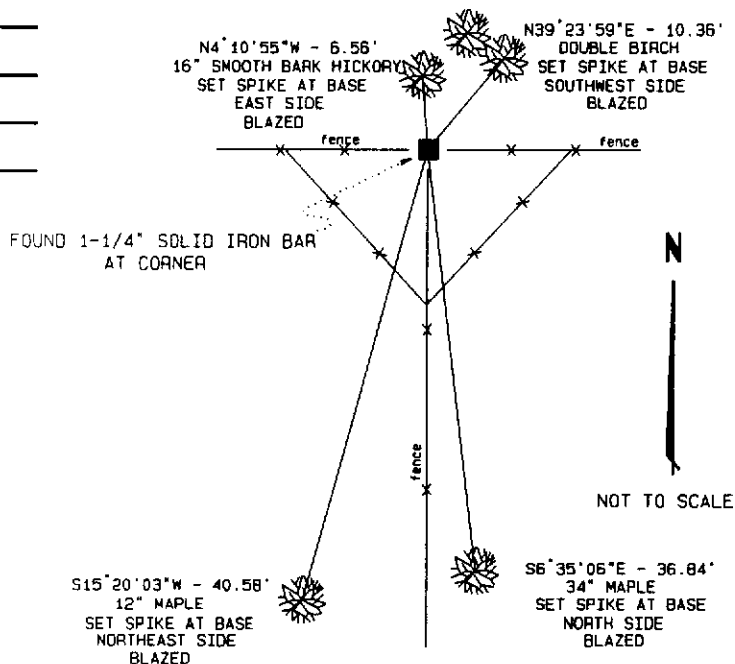 N4°10'55"W - 6.56'
16" SMOOTH BARK HICKORY
SET SPIKE AT BASE
EAST SIDE
BLAZED
N39°23'59"E - 10.36'
DOUBLE BIRCH
SET SPIKE AT BASE
SOUTHWEST SIDE
BLAZED
fence
fence
FOUND 1-1/4" SOLID IRON BAR
AT CORNER
N
fence
NOT TO SCALE
S15°20'03"W - 40.58'
12" MAPLE
SET SPIKE AT BASE
NORTHEAST SIDE
BLAZED
S6°35'06"E - 36.84'
34" MAPLE
SET SPIKE AT BASE
NORTH SIDE
BLAZED